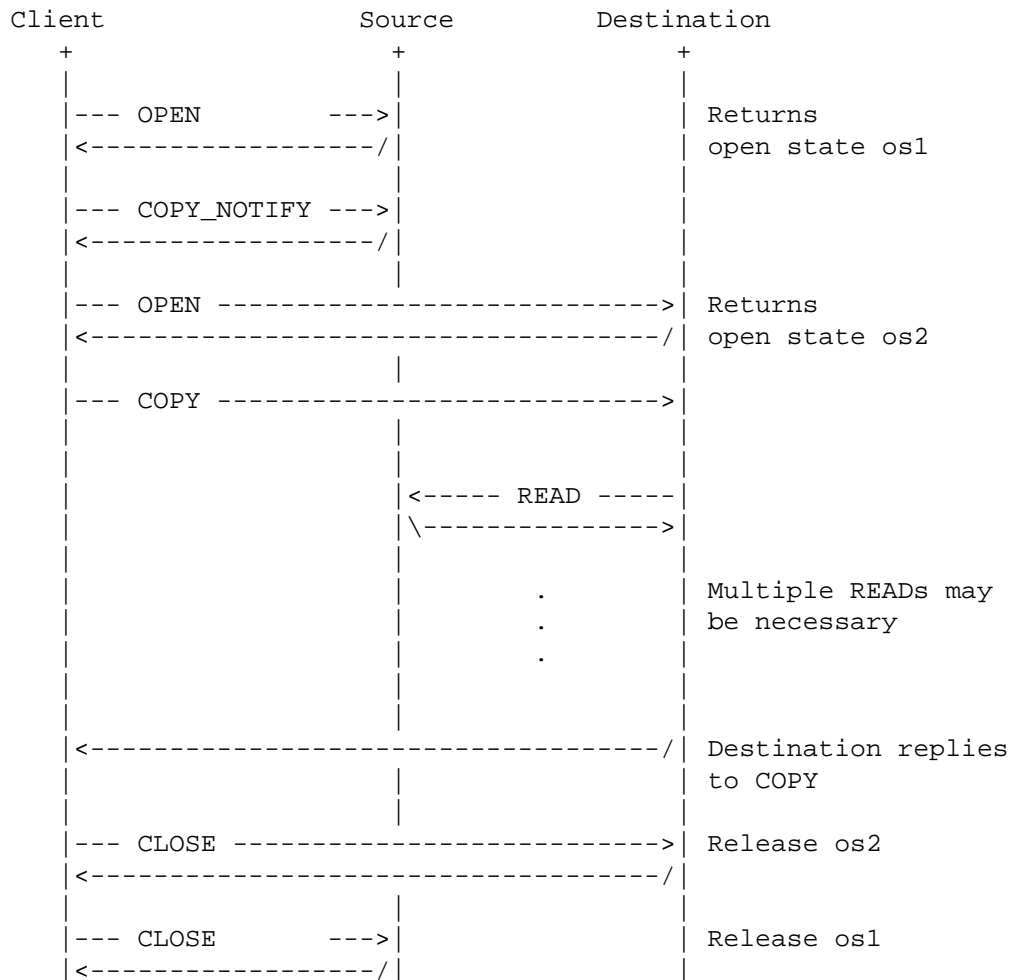 Client Source Destination
+ + +
| | |
|--- OPEN --->| | Returns
|<------------------/| | open state os1
| | |
|--- COPY_NOTIFY --->| |
|<------------------/| |
| | |
|--- OPEN ---------------------------->| Returns
|<------------------------------------/| open state os2
| | |
|--- COPY ---------------------------->|
| | |
| | |
| |<----- READ -----|
| |\--------------->|
| | |
| | . | Multiple READs may
| | . | be necessary
| | . |
| | |
| | |
|<------------------------------------/| Destination replies
| | | to COPY
| | |
|--- CLOSE --------------------------->| Release os2
|<------------------------------------/|
| | |
|--- CLOSE --->| | Release os1
|<------------------/| |